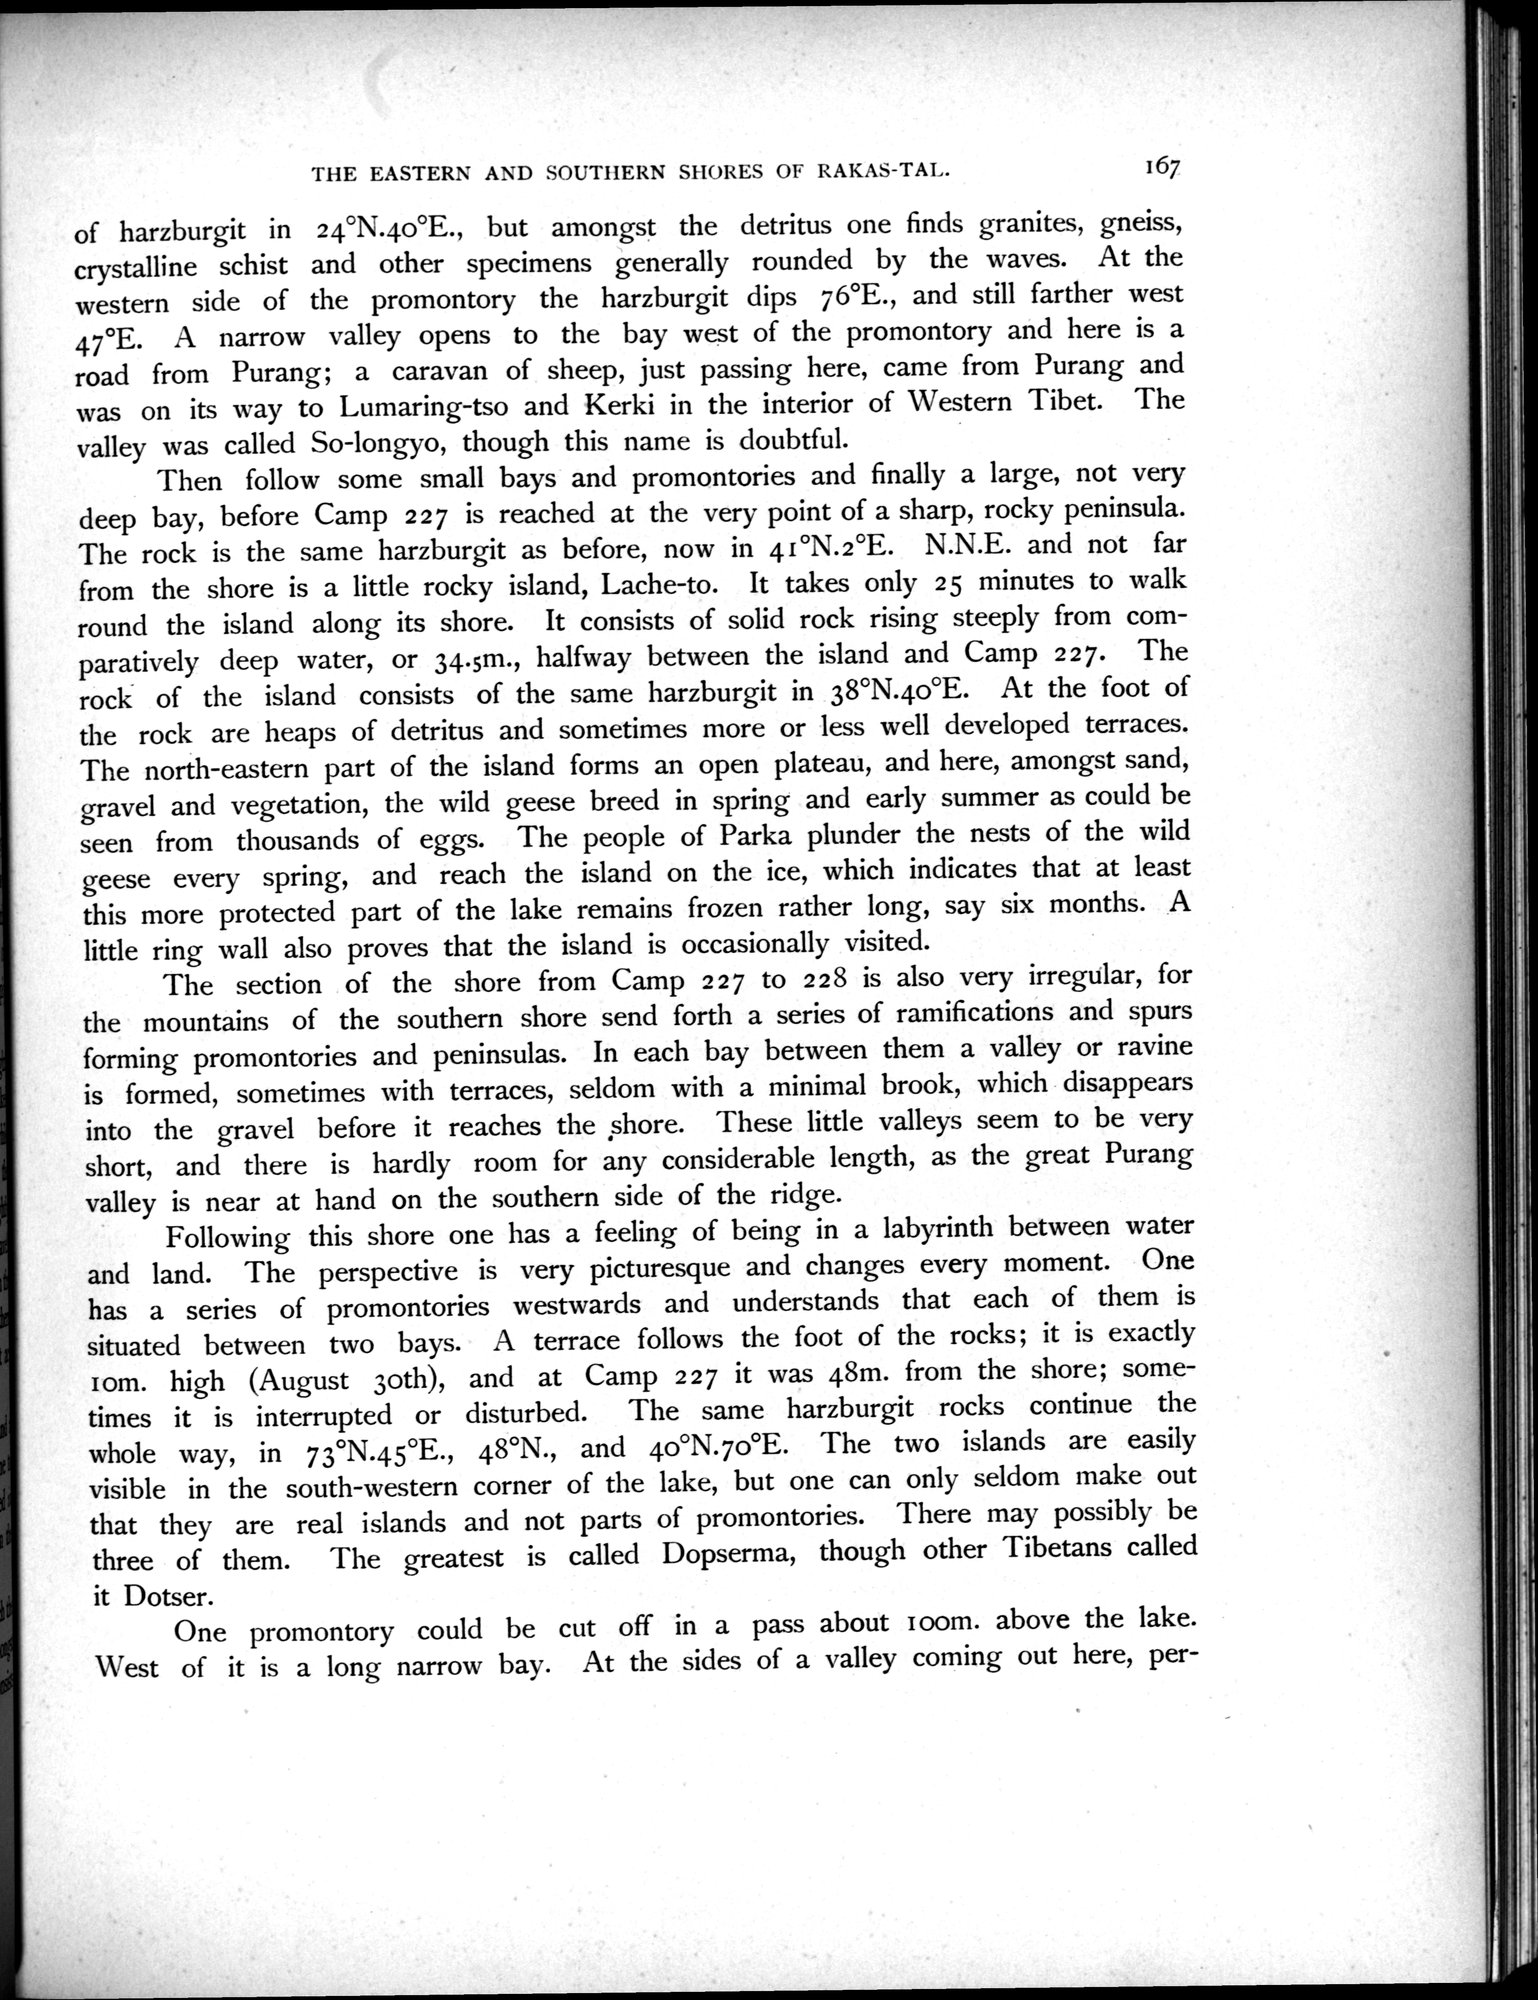 THE EASTERN AND SOUTHERN SHORES OF RAKAS-TAL. 167
of harzburgit in 24°N.40°E., but amongst the detritus one finds granites, gneiss,
crystalline schist and other specimens generally rounded by the waves. At the
western side of the promontory the harzburgit dips 76°E., and still farther west
47°E. A narrow valley opens to the bay west of the promontory and here is a
road from Purang; a caravan of sheep, just passing here, came from Purang and
was on its way to Lumaring-tso and Kerki in the interior of Western Tibet. The
valley was called So-longyo, though this name is doubtful.
Then follow some small bays and promontories and finally a large, not very
deep bay, before Camp 227 is reached at the very point of a sharp, rocky peninsula.
The rock is the same harzburgit as before, now in 41°N.2°E. N.N.E. and not far
from the shore is a little rocky island, Lache-to. It takes only 25 minutes to walk
round the island along its shore. It consists of solid rock rising steeply from com-
paratively deep water, or 34.5m., halfway between the island and Camp 227. The
rock of the island consists of the same harzburgit in 38°N.40°E. At the foot of
the rock are heaps of detritus and sometimes more or less well developed terraces.
The north-eastern part of the island forms an open plateau, and here, amongst sand,
gravel and vegetation, the wild geese breed in spring and early summer as could be
seen from thousands of eggs. The people of Parka plunder the nests of the wild
geese every spring, and reach the island on the ice, which indicates that at least
this more protected part of the lake remains frozen rather long, say six months. A
little ring wall also proves that the island is occasionally visited.
The section of the shore from Camp 227 to 228 is also very irregular, for
the mountains of the southern shore send forth a series of ramifications and spurs
forming promontories and peninsulas. In each bay between them a valley or ravine
is formed, sometimes with terraces, seldom with a minimal brook, which disappears
into the gravel before it reaches the shore. These little valleys seem to be very
short, and there is hardly room for any considerable length, as the great Purang
valley is near at hand on the southern side of the ridge.
Following this shore one has a feeling of being in a labyrinth between water
and land. The perspective is very picturesque and changes every moment. One
has a series of promontories westwards and understands that each of them is
situated between two bays. A terrace follows the foot of the rocks; it is exactly
10m. high (August 30th), and at Camp 227 it was 48m. from the shore; some-
times it is interrupted or disturbed. The same harzburgit rocks continue the
whole way, in 73°N.45°E., 48°N., and 40°N.70°E. The two islands are easily
visible in the south-western corner of the lake, but one can only seldom make out
that they are real islands and not parts of promontories. There may possibly be
three of them. The greatest is called Dopserma, though other Tibetans called
it Dotser.
One promontory could be cut off in a pass about 100m. above the lake.
West of it is a long narrow bay. At the sides of a valley coming out here, per-